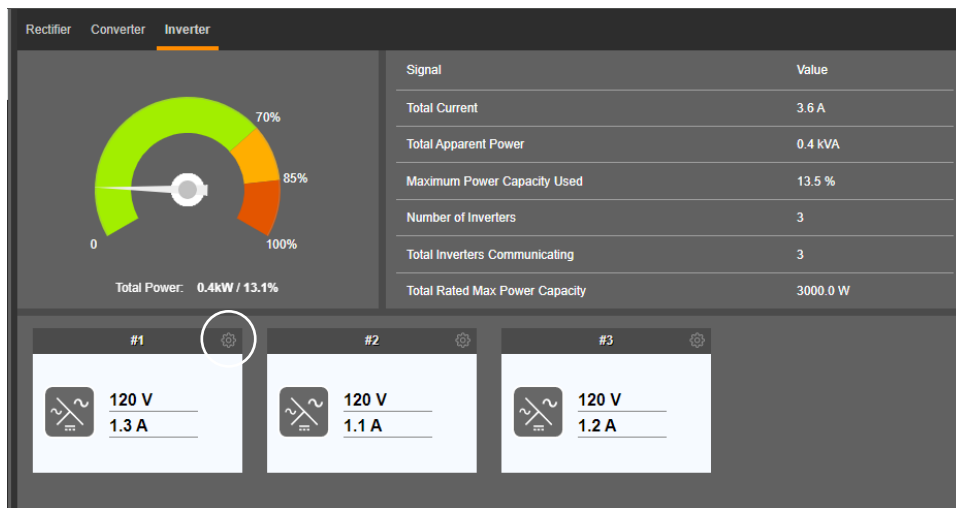 Rectifier Converter Inverter
70%
85%
0
100%
Total Power: 0.4kW / 13.1%
Signal Value
Total Current 3.6 A
Total Apparent Power 0.4 kVA
Maximum Power Capacity Used 13.5 %
Number of Inverters 3
Total Inverters Communicating 3
Total Rated Max Power Capacity 3000.0 W
#1 #2 #3
120 V 120 V 120 V
1.3 A 1.1 A 1.2 A